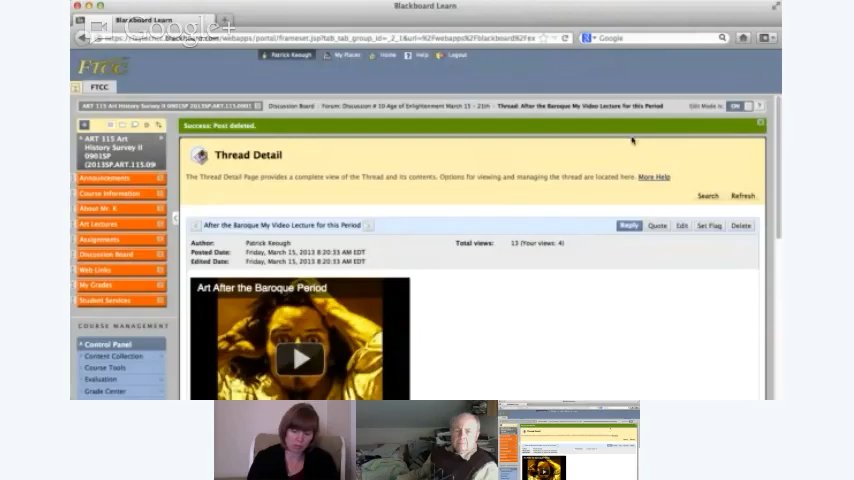 Blackboard Learn
Blackboard Learn
Google+
Google
Patrick Keough My Places Home Help Logout
FTCC
FTCC
ART 115 Art History Survey II 0901SP 2013SP.ART.115.0901 Discussion Board Forum: Discussion # 10 Age of Enlightenment March 15 - 21th Thread: After the Baroque My Video Lecture for this Period Edit Mode is: ON ?
Success: Post deleted.
ART 115 Art
History Survey II
0901SP
(2013SP.ART.115.09
Thread Detail
The Thread Detail Page provides a complete view of the Thread and its contents. Options for viewing and managing the thread are located here. More Help
Search Refresh
Announcements
Course Information
About Mr. K
Art Lectures
Assignments
Discussion Board
Web Links
My Grades
Student Services
After the Baroque My Video Lecture for this Period
Reply Quote Edit Set Flag Delete
Author: Patrick Keough Total views: 13 (Your views: 4)
Posted Date: Friday, March 15, 2013 8:20:33 AM EDT
Edited Date: Friday, March 15, 2013 8:20:33 AM EDT
Art After the Baroque Period
COURSE MANAGEMENT
Control Panel
Content Collection
Course Tools
Evaluation
Grade Center
Thread Detail